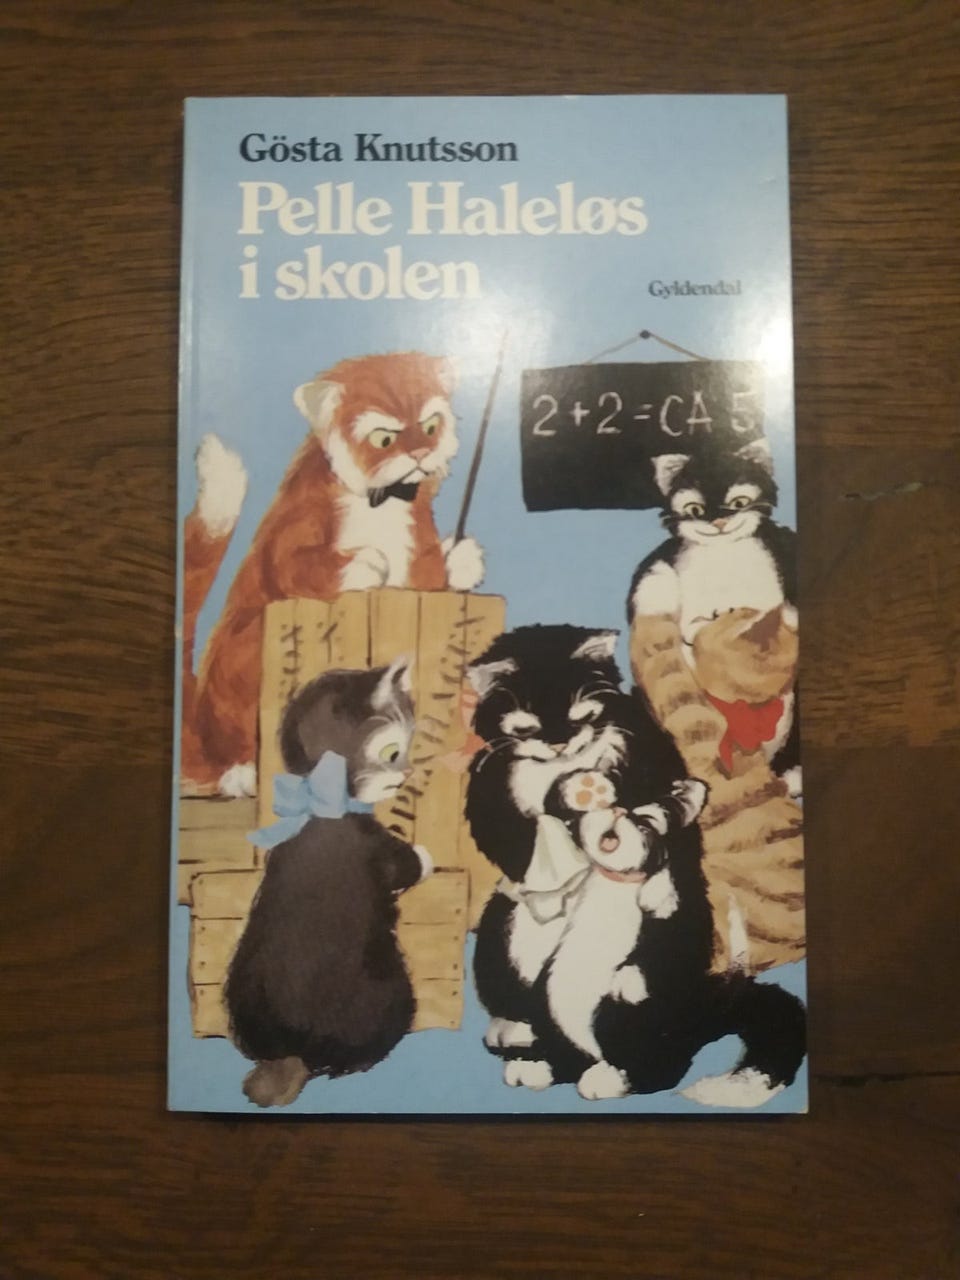 Gösta Knutsson
Pelle Haleløs
i skolen
Gyldendal
2+2=CA 5